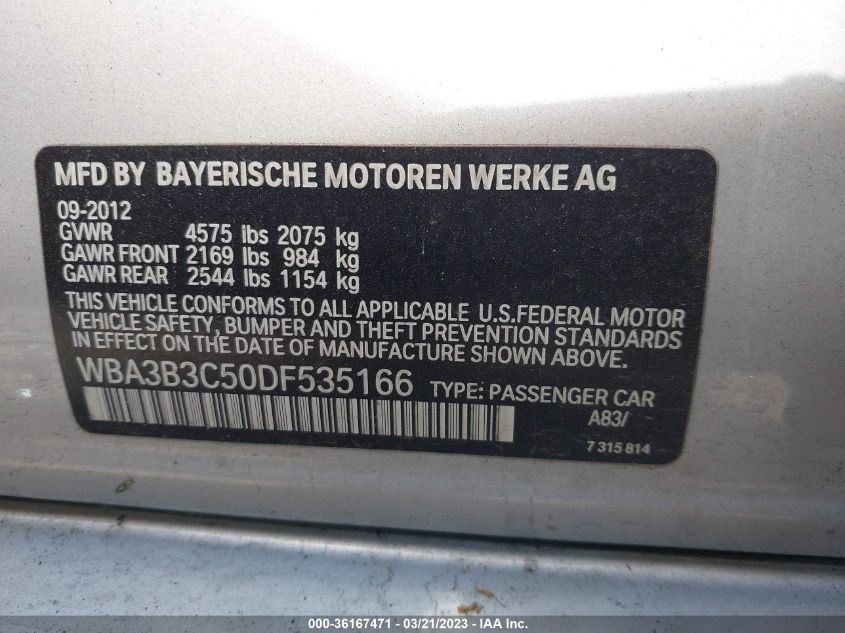 MFD BY BAYERISCHE MOTOREN WERKE AG
09-2012
GVWR 4575 lbs 2075 kg
GAWR FRONT 2169 lbs 984 kg
GAWR REAR 2544 lbs 1154 kg
THIS VEHICLE CONFORMS TO ALL APPLICABLE U.S.FEDERAL MOTOR
VEHICLE SAFETY, BUMPER AND THEFT PREVENTION STANDARDS
IN EFFECT ON THE DATE OF MANUFACTURE SHOWN ABOVE.
WBA3B3C50DF535166 TYPE: PASSENGER CAR
A83/
7 315 814
000-36167471 - 03/21/2023 - IAA, Inc.